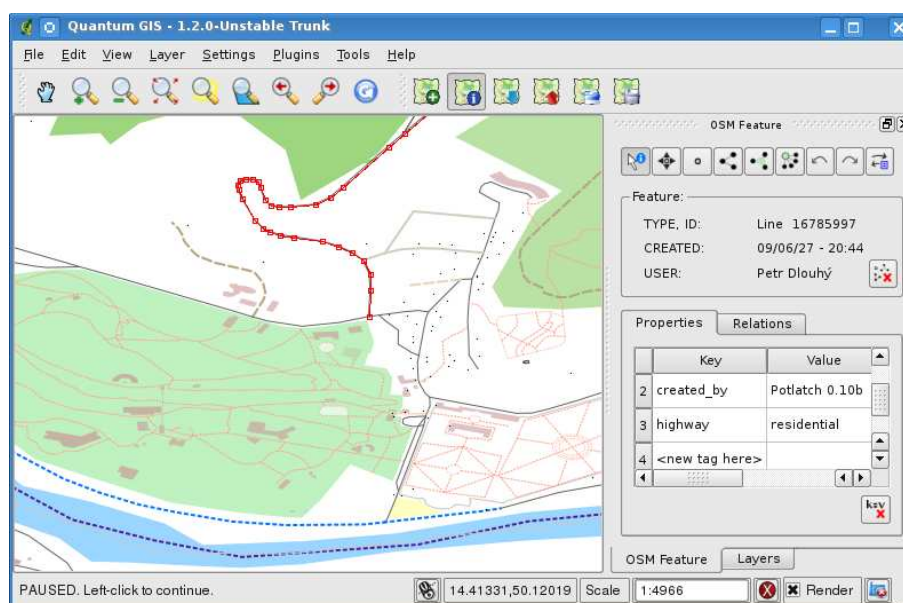 Quantum GIS - 1.2.0-Unstable Trunk
File Edit View Layer Settings Plugins Tools Help
OSM Feature
Feature:
TYPE, ID: Line 16785997
CREATED: 09/06/27 - 20:44
USER: Petr Dlouhý
Properties Relations
Key Value
2 created_by Potlatch 0.10b
3 highway residential
4 <new tag here>
OSM Feature Layers
PAUSED. Left-click to continue. 14.41331,50.12019 Scale 1:4966 Render